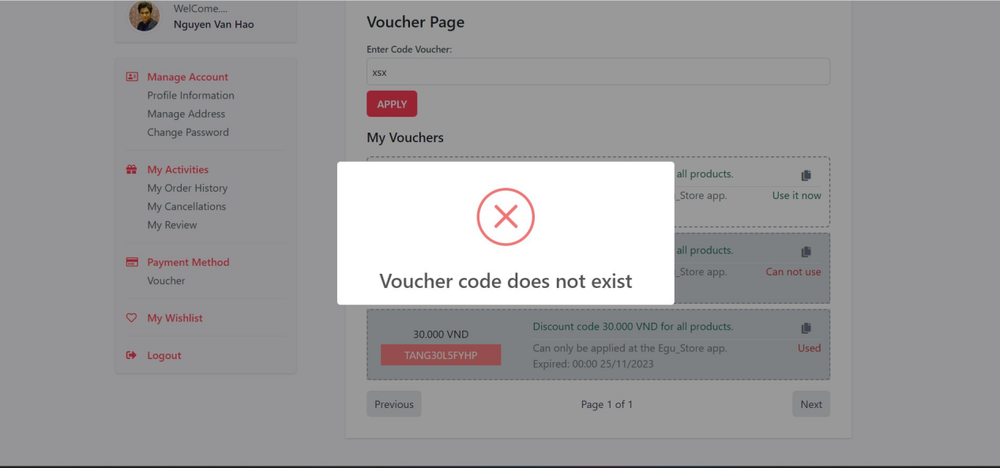 WelCome....
Nguyen Van Hao
Manage Account
Profile Information
Manage Address
Change Password
My Activities
My Order History
My Cancellations
My Review
Payment Method
Voucher
My Wishlist
Logout
Voucher Page
Enter Code Voucher:
xsx
APPLY
My Vouchers
all products.
_Store app.
Use it now
all products.
_Store app.
Can not use
Voucher code does not exist
30.000 VND
TANG30L5FYHP
Discount code 30.000 VND for all products.
Can only be applied at the Egu_Store app.
Used
Expired: 00:00 25/11/2023
Previous
Page 1 of 1
Next